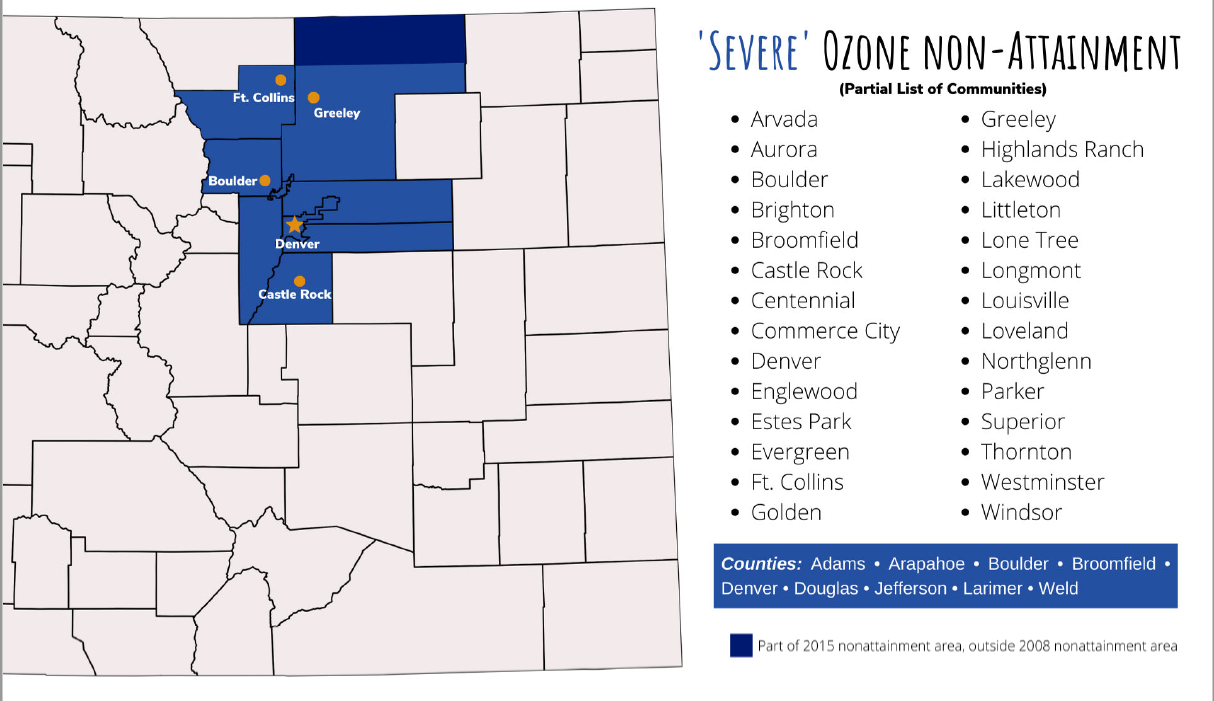 'Severe' Ozone non-Attainment
(Partial List of Communities)
• Arvada
• Aurora
• Boulder
• Brighton
• Broomfield
• Castle Rock
• Centennial
• Commerce City
• Denver
• Englewood
• Estes Park
• Evergreen
• Ft. Collins
• Golden
• Greeley
• Highlands Ranch
• Lakewood
• Littleton
• Lone Tree
• Longmont
• Louisville
• Loveland
• Northglenn
• Parker
• Superior
• Thornton
• Westminster
• Windsor
Counties: Adams • Arapahoe • Boulder • Broomfield •
Denver • Douglas • Jefferson • Larimer • Weld
Part of 2015 nonattainment area, outside 2008 nonattainment area
Ft. Collins
Greeley
Boulder
Denver
Castle Rock